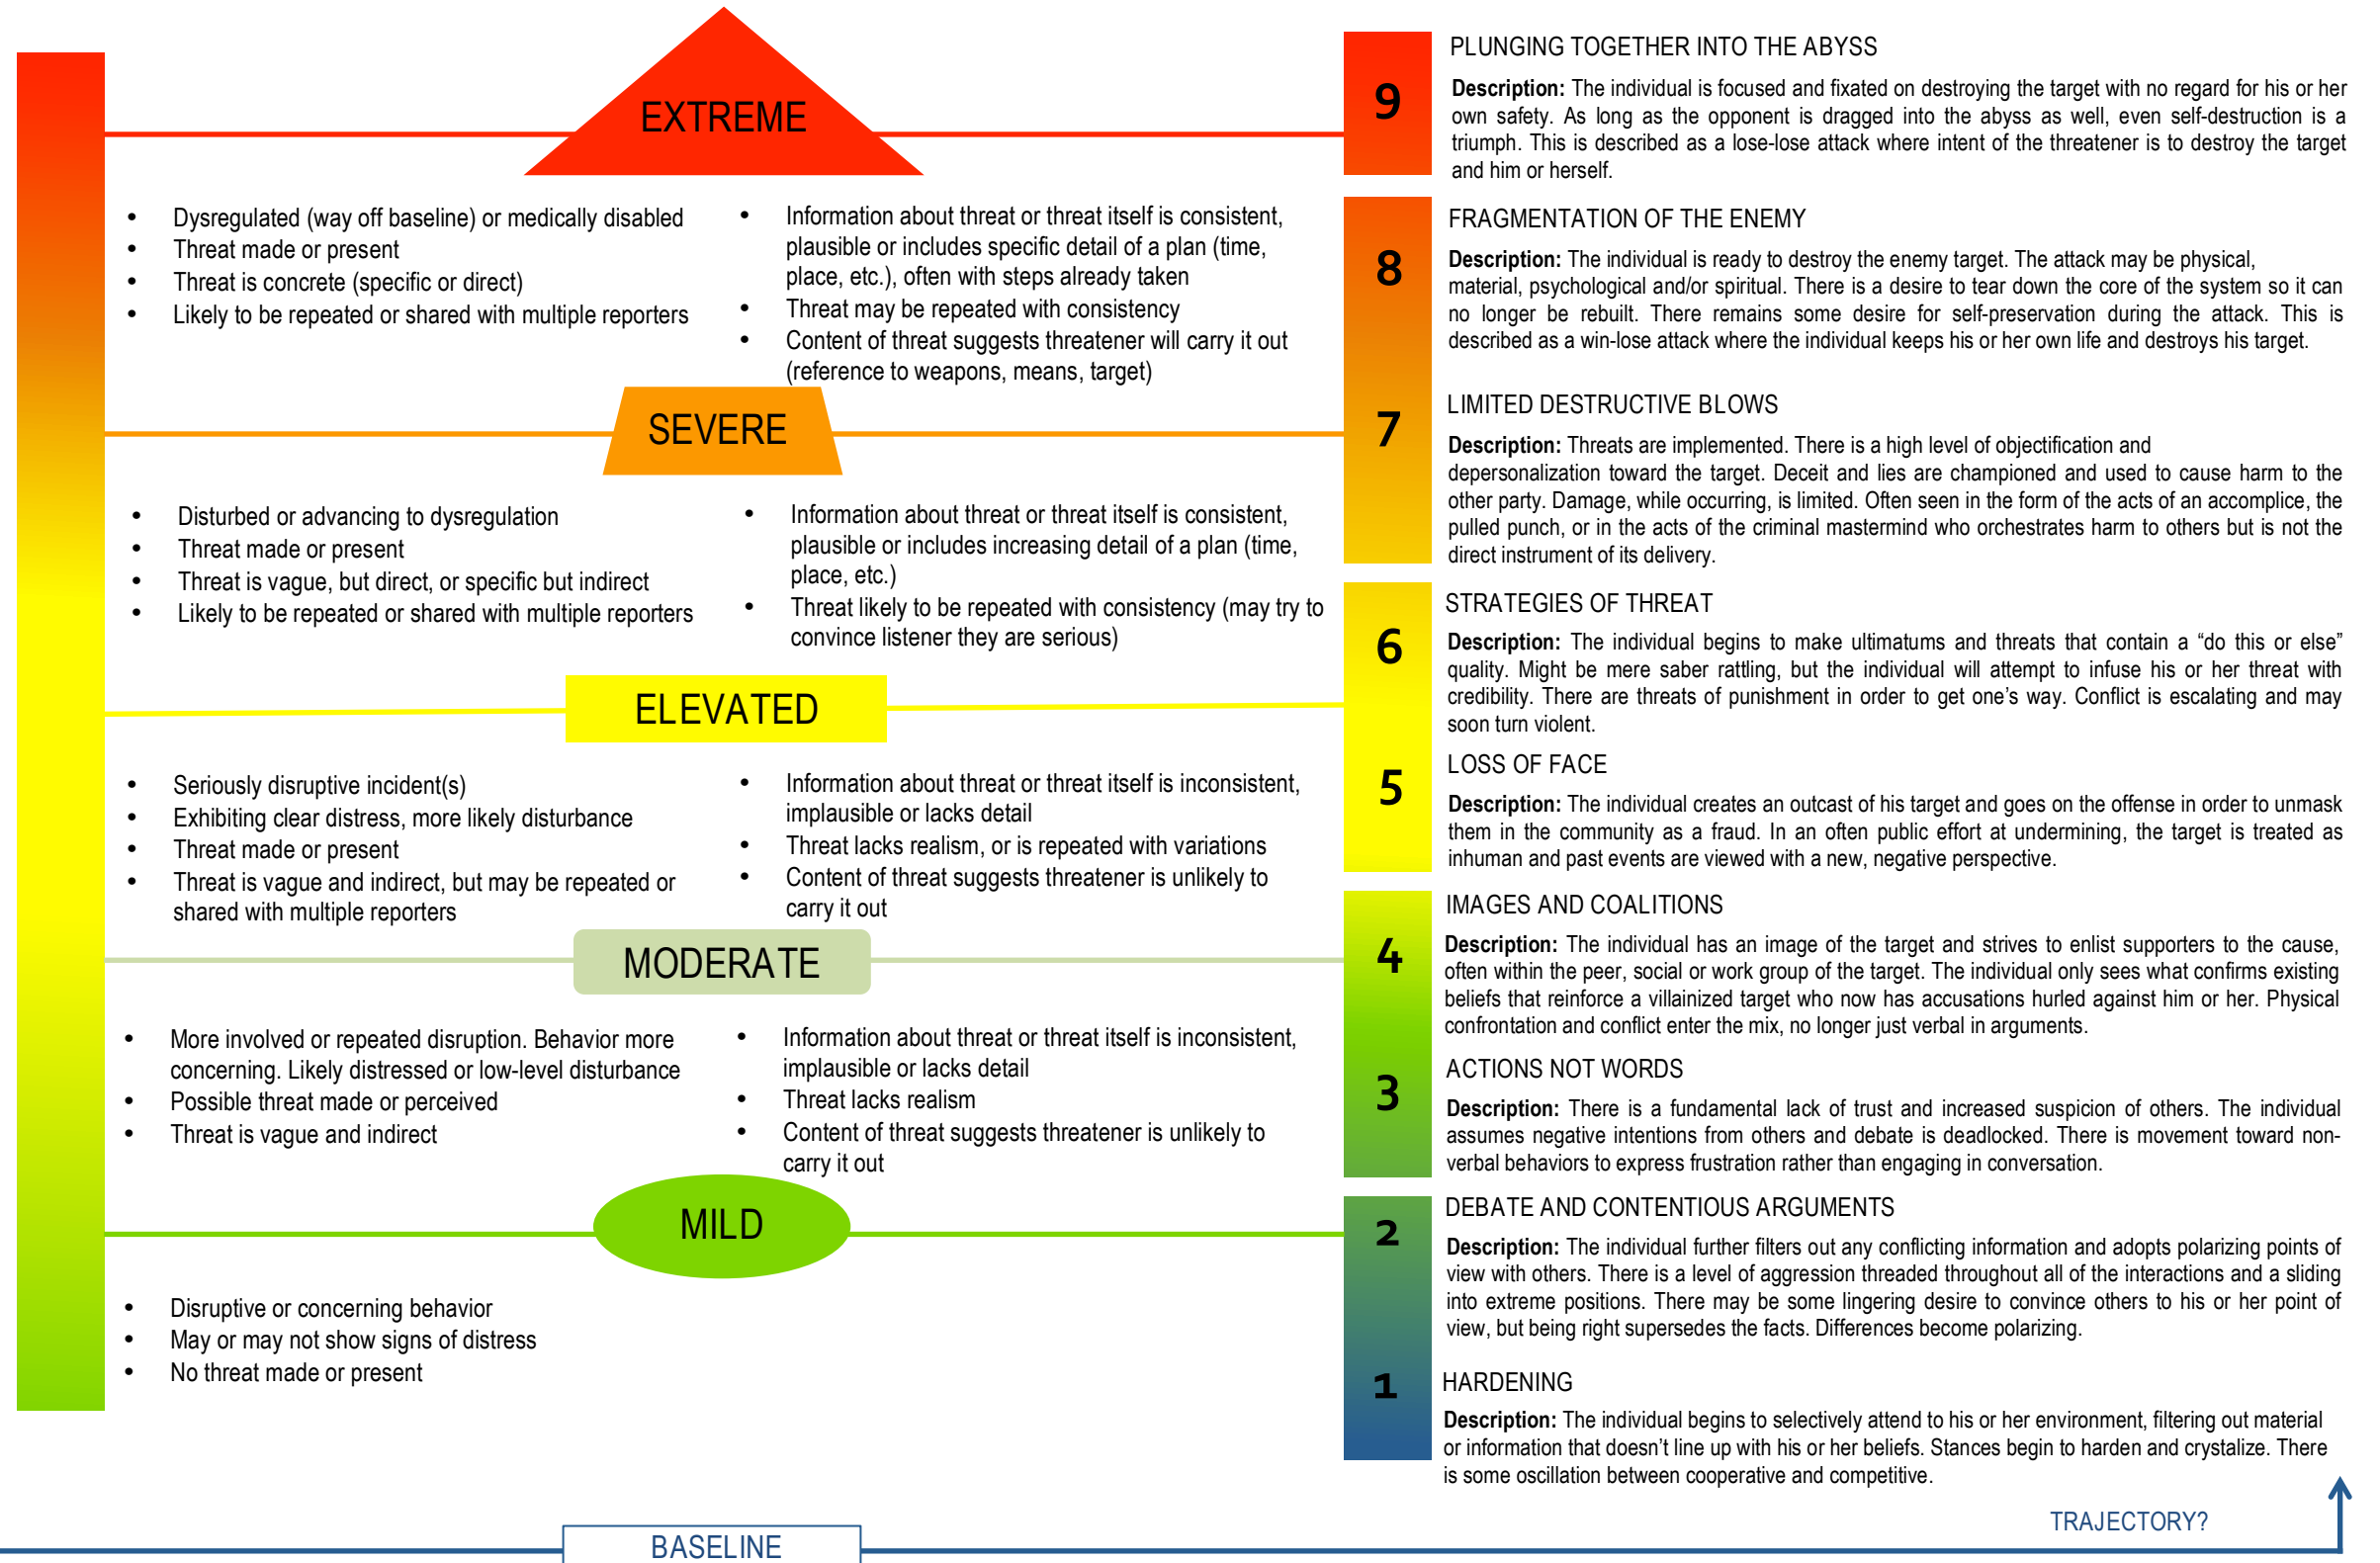 EXTREME
• Dysregulated (way off baseline) or medically disabled
• Threat made or present
• Threat is concrete (specific or direct)
• Likely to be repeated or shared with multiple reporters
• Information about threat or threat itself is consistent,
plausible or includes specific detail of a plan (time,
place, etc.), often with steps already taken
• Threat may be repeated with consistency
• Content of threat suggests threatener will carry it out
(reference to weapons, means, target)
SEVERE
• Disturbed or advancing to dysregulation
• Threat made or present
• Threat is vague, but direct, or specific but indirect
• Likely to be repeated or shared with multiple reporters
• Information about threat or threat itself is consistent,
plausible or includes increasing detail of a plan (time,
place, etc.)
• Threat likely to be repeated with consistency (may try to
convince listener they are serious)
ELEVATED
• Seriously disruptive incident(s)
• Exhibiting clear distress, more likely disturbance
• Threat made or present
• Threat is vague and indirect, but may be repeated or
shared with multiple reporters
• Information about threat or threat itself is inconsistent,
implausible or lacks detail
• Threat lacks realism, or is repeated with variations
• Content of threat suggests threatener is unlikely to
carry it out
MODERATE
• More involved or repeated disruption. Behavior more
concerning. Likely distressed or low-level disturbance
• Possible threat made or perceived
• Threat is vague and indirect
• Information about threat or threat itself is inconsistent,
implausible or lacks detail
• Threat lacks realism
• Content of threat suggests threatener is unlikely to
carry it out
MILD
• Disruptive or concerning behavior
• May or may not show signs of distress
• No threat made or present
BASELINE
9
PLUNGING TOGETHER INTO THE ABYSS
Description: The individual is focused and fixated on destroying the target with no regard for his or her
own safety. As long as the opponent is dragged into the abyss as well, even self-destruction is a
triumph. This is described as a lose-lose attack where intent of the threatener is to destroy the target
and him or herself.
8
FRAGMENTATION OF THE ENEMY
Description: The individual is ready to destroy the enemy target. The attack may be physical,
material, psychological and/or spiritual. There is a desire to tear down the core of the system so it can
no longer be rebuilt. There remains some desire for self-preservation during the attack. This is
described as a win-lose attack where the individual keeps his or her own life and destroys his target.
7
LIMITED DESTRUCTIVE BLOWS
Description: Threats are implemented. There is a high level of objectification and
depersonalization toward the target. Deceit and lies are championed and used to cause harm to the
other party. Damage, while occurring, is limited. Often seen in the form of the acts of an accomplice, the
pulled punch, or in the acts of the criminal mastermind who orchestrates harm to others but is not the
direct instrument of its delivery.
6
STRATEGIES OF THREAT
Description: The individual begins to make ultimatums and threats that contain a “do this or else”
quality. Might be mere saber rattling, but the individual will attempt to infuse his or her threat with
credibility. There are threats of punishment in order to get one’s way. Conflict is escalating and may
soon turn violent.
5
LOSS OF FACE
Description: The individual creates an outcast of his target and goes on the offense in order to unmask
them in the community as a fraud. In an often public effort at undermining, the target is treated as
inhuman and past events are viewed with a new, negative perspective.
4
IMAGES AND COALITIONS
Description: The individual has an image of the target and strives to enlist supporters to the cause,
often within the peer, social or work group of the target. The individual only sees what confirms existing
beliefs that reinforce a villainized target who now has accusations hurled against him or her. Physical
confrontation and conflict enter the mix, no longer just verbal in arguments.
3
ACTIONS NOT WORDS
Description: There is a fundamental lack of trust and increased suspicion of others. The individual
assumes negative intentions from others and debate is deadlocked. There is movement toward non-
verbal behaviors to express frustration rather than engaging in conversation.
2
DEBATE AND CONTENTIOUS ARGUMENTS
Description: The individual further filters out any conflicting information and adopts polarizing points of
view with others. There is a level of aggression threaded throughout all of the interactions and a sliding
into extreme positions. There may be some lingering desire to convince others to his or her point of
view, but being right supersedes the facts. Differences become polarizing.
1
HARDENING
Description: The individual begins to selectively attend to his or her environment, filtering out material
or information that doesn’t line up with his or her beliefs. Stances begin to harden and crystalize. There
is some oscillation between cooperative and competitive.
TRAJECTORY?